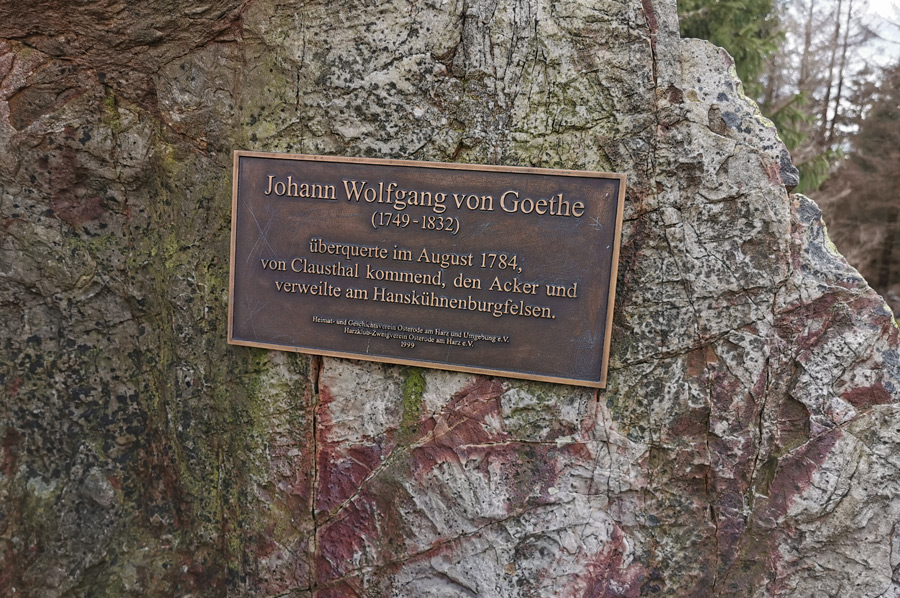 Johann Wolfgang von Goethe
(1749-1832)
überquerte im August 1784,
von Clausthal kommend, den Acker und
verweilte am Hanskühnenburgfelsen.
Heimat- und Geschichtsverein Osterode am Harz und Umgebung e.V.
Harzklub-Zweigverein Osterode am Harz e.V.
1999